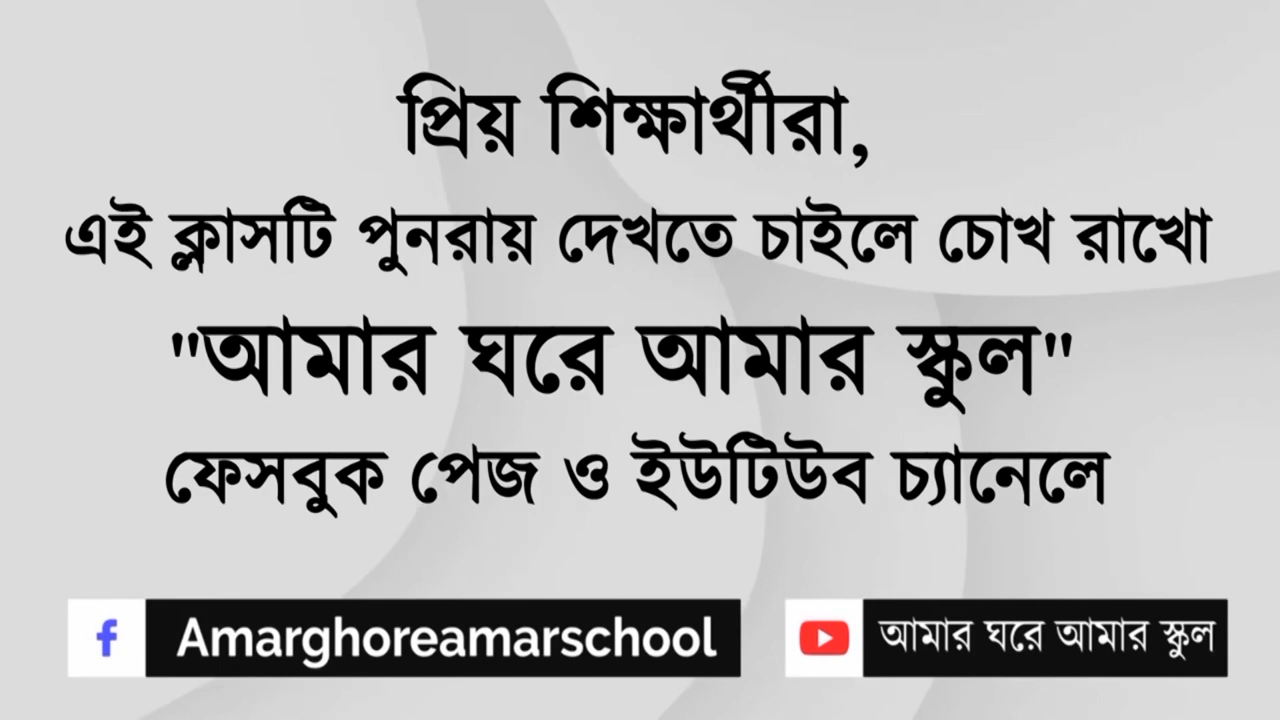 প্রিয় শিক্ষার্থীরা,
এই ক্লাসটি পুনরায় দেখতে চাইলে চোখ রাখো
"আমার ঘরে আমার স্কুল"
ফেসবুক পেজ ও ইউটিউব চ্যানেলে
Amarghoreamarschool
আমার ঘরে আমার স্কুল